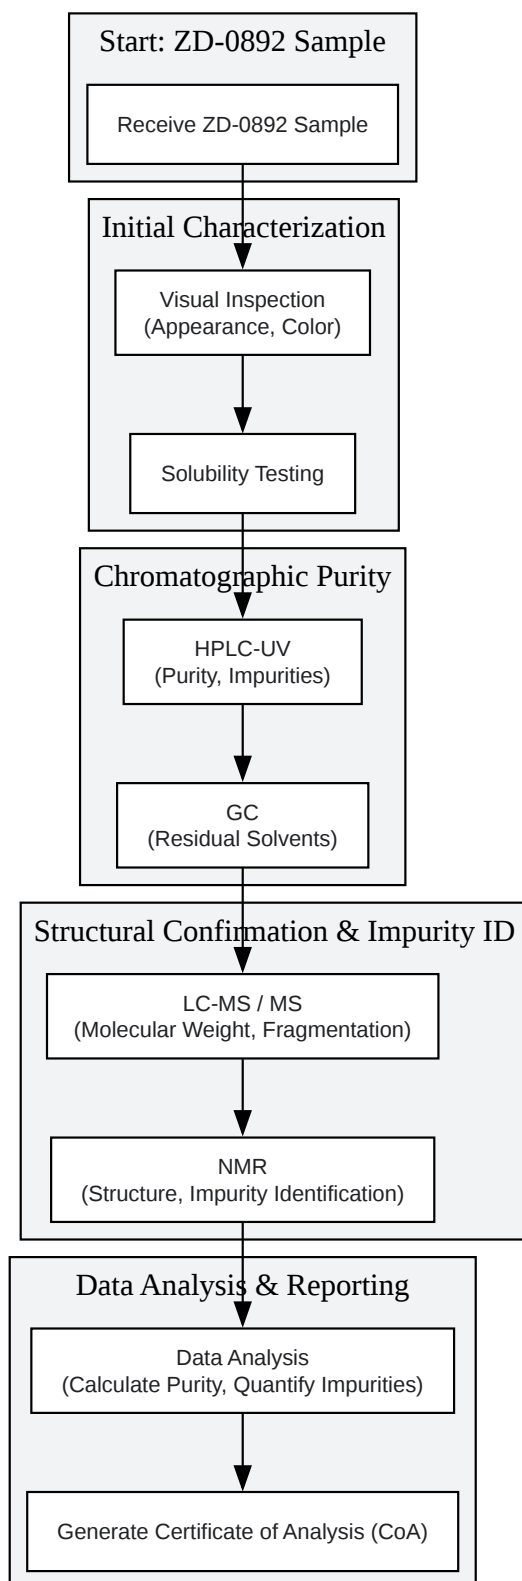 Start: ZD-0892 Sample
Receive ZD-0892 Sample
Initial Characterization
Visual Inspection
(Appearance, Color)
Solubility Testing
Chromatographic Purity
HPLC-UV
(Purity, Impurities)
GC
(Residual Solvents)
Structural Confirmation & Impurity ID
LC-MS / MS
(Molecular Weight, Fragmentation)
NMR
(Structure, Impurity Identification)
Data Analysis & Reporting
Data Analysis
(Calculate Purity, Quantify Impurities)
Generate Certificate of Analysis (CoA)